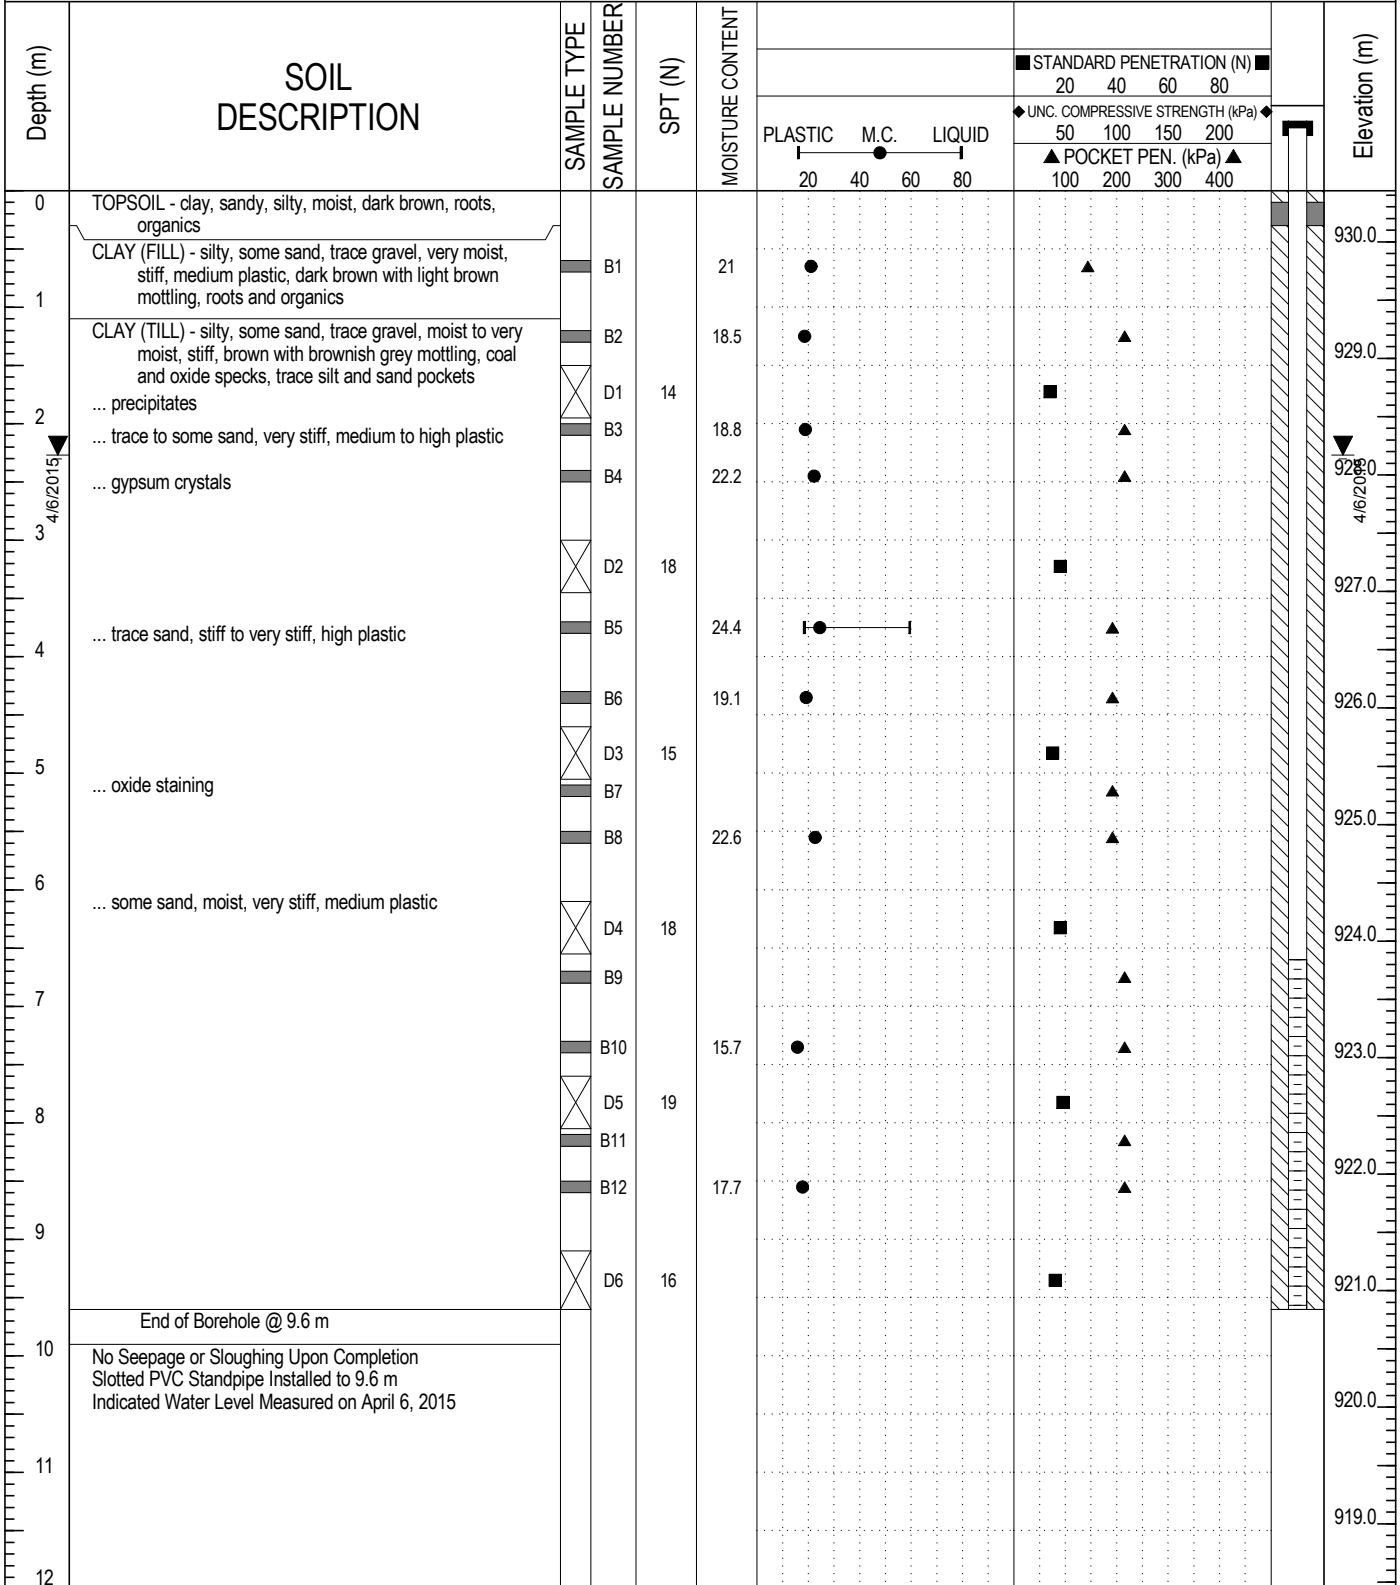 Depth (m)
SOIL
DESCRIPTION
SAMPLE TYPE
SAMPLE NUMBER
SPT (N)
MOISTURE CONTENT
PLASTIC M.C. LIQUID
20 40 60 80
STANDARD PENETRATION (N)
20 40 60 80
UNC. COMPRESSIVE STRENGTH (kPa)
50 100 150 200
POCKET PEN. (kPa)
100 200 300 400
Elevation (m)
0
TOPSOIL - clay, sandy, silty, moist, dark brown, roots,
organics
930.0
CLAY (FILL) - silty, some sand, trace gravel, very moist,
stiff, medium plastic, dark brown with light brown
mottling, roots and organics
B1 21
1
CLAY (TILL) - silty, some sand, trace gravel, moist to very
moist, stiff, brown with brownish grey mottling, coal
and oxide specks, trace silt and sand pockets
B2 18.5
929.0
D1 14
... precipitates
2
... trace to some sand, very stiff, medium to high plastic
B3 18.8
4/6/2015
928.0
4/6/2015
... gypsum crystals
B4 22.2
3
D2 18
927.0
... trace sand, stiff to very stiff, high plastic
B5 24.4
4
B6 19.1
926.0
D3 15
5
... oxide staining
B7
925.0
B8 22.6
6
... some sand, moist, very stiff, medium plastic
D4 18
924.0
B9
7
B10 15.7
923.0
D5 19
8
B11
922.0
B12 17.7
9
D6 16
921.0
End of Borehole @ 9.6 m
10
No Seepage or Sloughing Upon Completion
Slotted PVC Standpipe Installed to 9.6 m
Indicated Water Level Measured on April 6, 2015
920.0
11
919.0
12